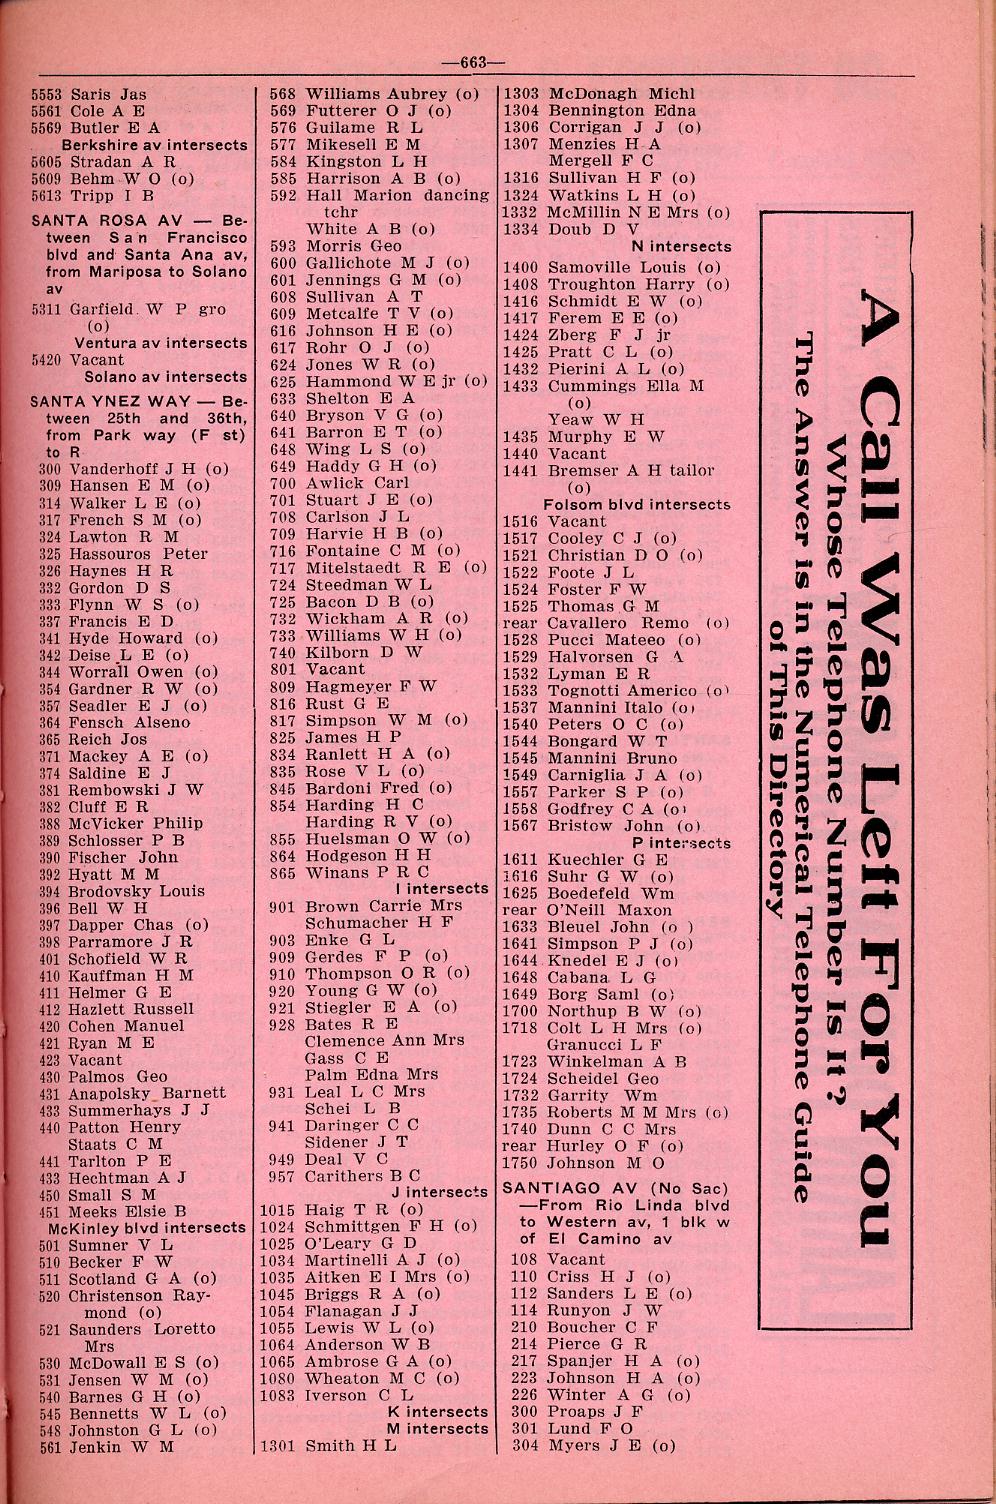 —663—
5553 Saris Jas
5561 Cole A E
5569 Butler E A
Berkshire av intersects
5605 Stradan A R
5609 Behm W O (o)
5613 Tripp I B
SANTA ROSA AV — Be-
tween San Francisco
blvd and Santa Ana av,
from Mariposa to Solano
av
5311 Garfield W P gro
(o)
Ventura av intersects
5420 Vacant
Solano av intersects
SANTA YNEZ WAY — Be-
tween 25th and 36th,
from Park way (F st)
to R
300 Vanderhoff J H (o)
309 Hansen E M (o)
314 Walker L E (o)
317 French S M (o)
324 Lawton R M
325 Hassouros Peter
326 Haynes H R
332 Gordon D S
333 Flynn W S (o)
337 Francis E D
341 Hyde Howard (o)
342 Deise L E (o)
344 Worrall Owen (o)
354 Gardner R W (o)
357 Seadler E J (o)
364 Fensch Alseno
365 Reich Jos
371 Mackey A E (o)
374 Saldine E J
381 Rembowski J W
382 Cluff E R
388 McVicker Philip
389 Schlosser P B
390 Fischer John
392 Hyatt M M
394 Brodovsky Louis
396 Bell W H
397 Dapper Chas (o)
398 Parramore J R
401 Schofield W R
410 Kauffman H M
411 Helmer G E
412 Hazlett Russell
420 Cohen Manuel
421 Ryan M E
423 Vacant
430 Palmos Geo
431 Anapolsky Barnett
433 Summerhays J J
440 Patton Henry
Staats C M
441 Tarlton P E
433 Hechtman A J
450 Small S M
451 Meeks Elsie B
McKinley blvd intersects
501 Sumner V L
510 Becker F W
511 Scotland G A (o)
520 Christenson Ray-
mond (o)
521 Saunders Loretto
Mrs
530 McDowall E S (o)
531 Jensen W M (o)
540 Barnes G H (o)
545 Bennetts W L (o)
548 Johnston G L (o)
561 Jenkin W M
568 Williams Aubrey (o)
569 Futterer O J (o)
576 Guilame R L
577 Mikesell E M
584 Kingston L H
585 Harrison A B (o)
592 Hall Marion dancing
tchr
White A B (o)
593 Morris Geo
600 Gallichote M J (o)
601 Jennings G M (o)
608 Sullivan A T
609 Metcalfe T V (o)
616 Johnson H E (o)
617 Rohr O J (o)
624 Jones W R (o)
625 Hammond W E jr (o)
633 Shelton E A
640 Bryson V G (o)
641 Barron E T (o)
648 Wing L S (o)
649 Haddy G H (o)
700 Awlick Carl
701 Stuart J E (o)
708 Carlson J L
709 Harvie H B (o)
716 Fontaine C M (o)
717 Mitelstaedt R E (o)
724 Steedman W L
725 Bacon D B (o)
732 Wickham A R (o)
733 Williams W H (o)
740 Kilborn D W
801 Vacant
809 Hagmeyer F W
816 Rust G E
817 Simpson W M (o)
825 James H P
834 Ranlett H A (o)
835 Rose V L (o)
845 Bardoni Fred (o)
854 Harding H C
Harding R V (o)
855 Huelsman O W (o)
864 Hodgeson H H
865 Winans P R C
I intersects
901 Brown Carrie Mrs
Schumacher H F
903 Enke G L
909 Gerdes F P (o)
910 Thompson O R (o)
920 Young G W (o)
921 Stiegler E A (o)
928 Bates R E
Clemence Ann Mrs
Gass C E
Palm Edna Mrs
931 Leal L C Mrs
Schei L B
941 Daringer C C
Sidener J T
949 Deal V C
957 Carithers B C
J intersects
1015 Haig T R (o)
1024 Schmittgen F H (o)
1025 O'Leary G D
1034 Martinelli A J (o)
1035 Aitken E I Mrs (o)
1045 Briggs R A (o)
1054 Flanagan J J
1055 Lewis W L (o)
1064 Anderson W B
1065 Ambrose G A (o)
1080 Wheaton M C (o)
1083 Iverson C L
K intersects
M intersects
1301 Smith H L
1303 McDonagh Michl
1304 Bennington Edna
1306 Corrigan J J (o)
1307 Menzies H A
Mergell F C
1316 Sullivan H F (o)
1324 Watkins L H (o)
1332 McMillin N E Mrs (o)
1334 Doub D V
N intersects
1400 Samoville Louis (o)
1408 Troughton Harry (o)
1416 Schmidt E W (o)
1417 Ferem E E (o)
1424 Zberg F J jr
1425 Pratt C L (o)
1432 Pierini A L (o)
1433 Cummings Ella M
(o)
Yeaw W H
1435 Murphy E W
1440 Vacant
1441 Bremser A H tailor
(o)
Folsom blvd intersects
1516 Vacant
1517 Cooley C J (o)
1521 Christian D O (o)
1522 Foote J L
1524 Foster F W
1525 Thomas G M
rear Cavallero Remo (o)
1528 Pucci Mateeo (o)
1529 Halvorsen G A
1532 Lyman E R
1533 Tognotti Americo (o)
1537 Mannini Italo (o)
1540 Peters O C (o)
1544 Bongard W T
1545 Mannini Bruno
1549 Carniglia J A (o)
1557 Parker S P (o)
1558 Godfrey C A (o)
1567 Bristow John (o)
P intersects
1611 Kuechler G E
1616 Suhr G W (o)
1625 Boedefeld Wm
rear O'Neill Maxon
1633 Bleuel John (o )
1641 Simpson P J (o)
1644 Knedel E J (o)
1648 Cabana L G
1649 Borg Saml (o)
1700 Northup B W (o)
1718 Colt L H Mrs (o)
Granucci L F
1723 Winkelman A B
1724 Scheidel Geo
1732 Garrity Wm
1735 Roberts M M Mrs (o)
1740 Dunn C C Mrs
rear Hurley O F (o)
1750 Johnson M O
SANTIAGO AV (No Sac)
—From Rio Linda blvd
to Western av, 1 blk w
of El Camino av
108 Vacant
110 Criss H J (o)
112 Sanders L E (o)
114 Runyon J W
210 Boucher C F
214 Pierce G R
217 Spanjer H A (o)
223 Johnson H A (o)
226 Winter A G (o)
300 Proaps J F
301 Lund F O
304 Myers J E (o)
A Call Was Left For You
Whose Telephone Number Is It?
The Answer is in the Numerical Telephone Guide
of This Directory